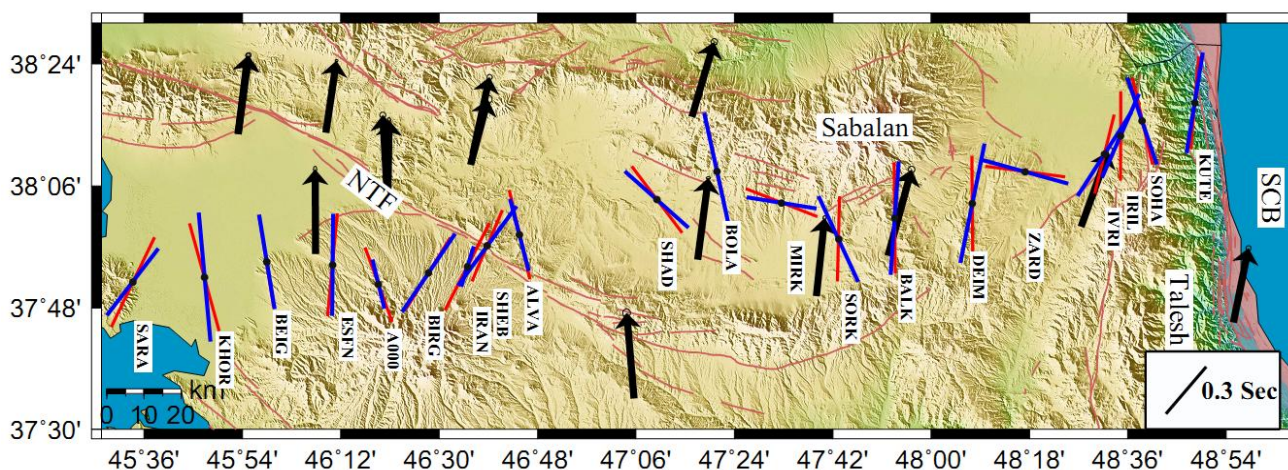 38°24'
38°06'
37°48'
37°30'
Sabalan
NTF
SCB
Talesh
SARA
KHOR
BEIG
ESFN
A000
BRG
IRAN
SHEB
ALVA
SHAD
BOLA
MIRK
SORK
BALK
DEIM
ZARD
IVRI
IRIL
SOHA
KUTE
km
0 10 20
0.3 Sec
45°36' 45°54' 46°12' 46°30' 46°48' 47°06' 47°24' 47°42' 48°00' 48°18' 48°36' 48°54'